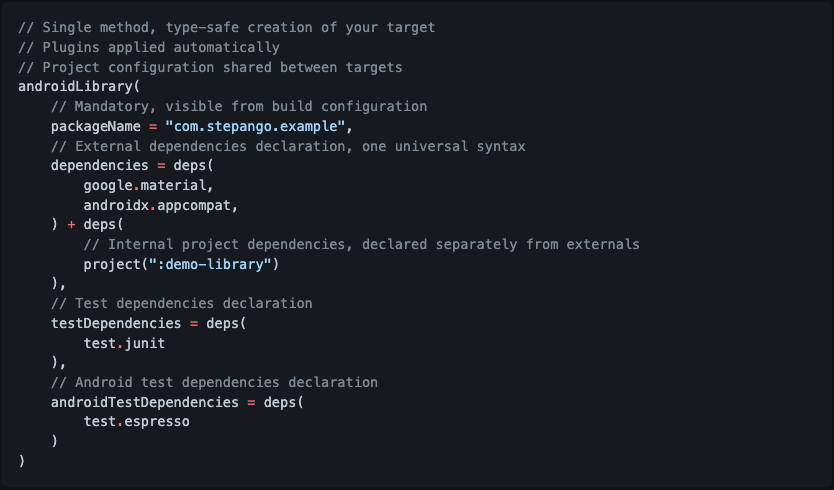 // Single method, type-safe creation of your target
// Plugins applied automatically
// Project configuration shared between targets
androidLibrary(
    // Mandatory, visible from build configuration
    packageName = "com.stepango.example",
    // External dependencies declaration, one universal syntax
    dependencies = deps(
        google.material,
        androidx.appcompat,
    ) + deps(
        // Internal project dependencies, declared separately from externals
        project(":demo-library")
    ),
    // Test dependencies declaration
    testDependencies = deps(
        test.junit
    ),
    // Android test dependencies declaration
    androidTestDependencies = deps(
        test.espresso
    )
)